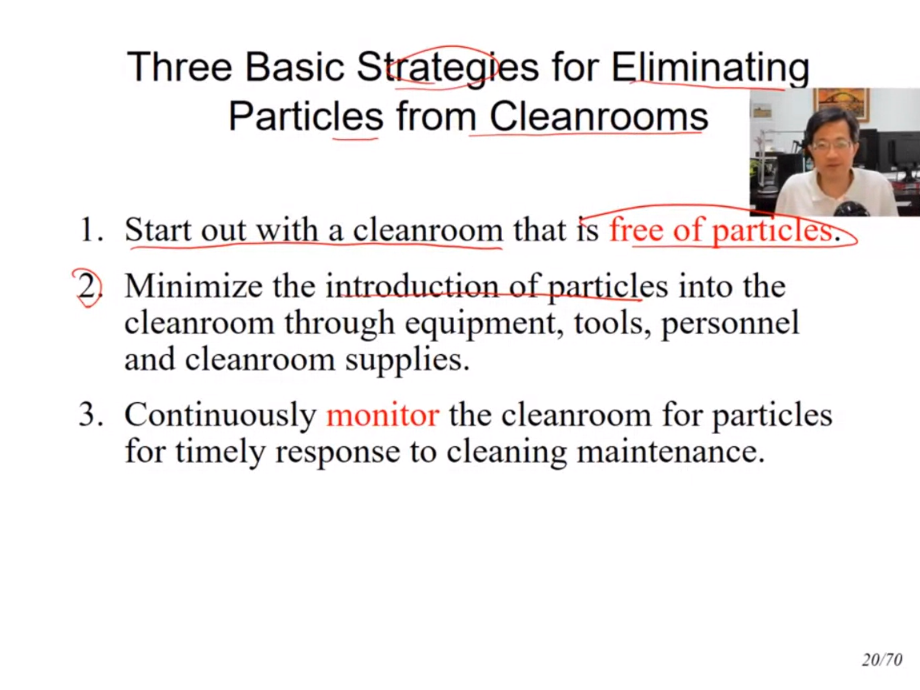 Three Basic Strategies for Eliminating
Particles from Cleanrooms
1. Start out with a cleanroom that is free of particles.
2. Minimize the introduction of particles into the
cleanroom through equipment, tools, personnel
and cleanroom supplies.
3. Continuously monitor the cleanroom for particles
for timely response to cleaning maintenance.
20/70